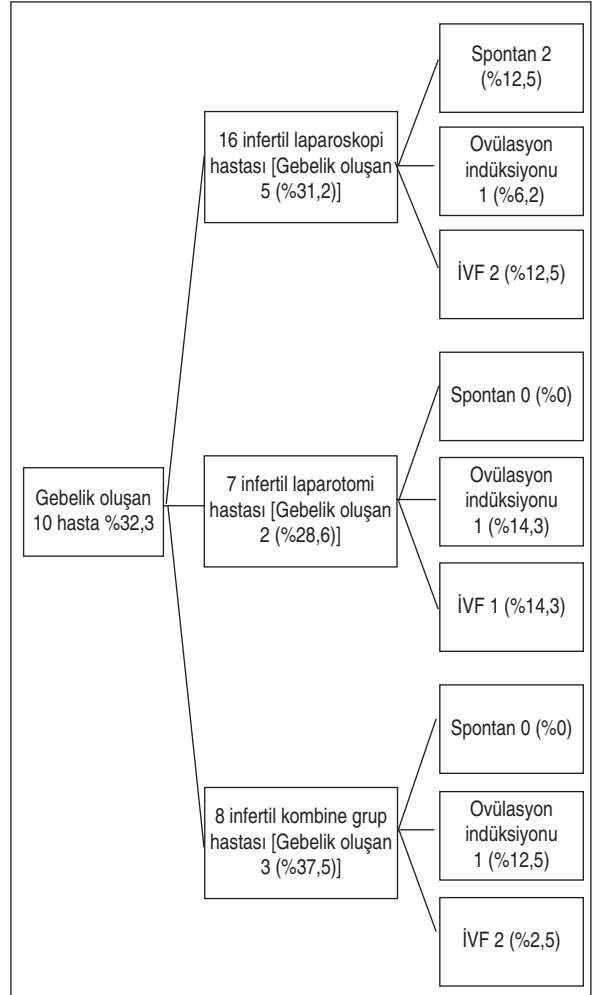 Gebelik oluşan
10 hasta %32,3
16 infertil laparoskopi
hastası [Gebelik oluşan
5 (%31,2)]
Spontan 2
(%12,5)
Ovülasyon
indüksiyonu
1 (%6,2)
İVF 2 (%12,5)
7 infertil laparotomi
hastası [Gebelik oluşan
2 (%28,6)]
Spontan 0 (%0)
Ovülasyon
indüksiyonu
1 (%14,3)
İVF 1 (%14,3)
8 infertil kombine grup
hastası [Gebelik oluşan
3 (%37,5)]
Spontan 0 (%0)
Ovülasyon
indüksiyonu
1 (%12,5)
İVF 2 (%2,5)